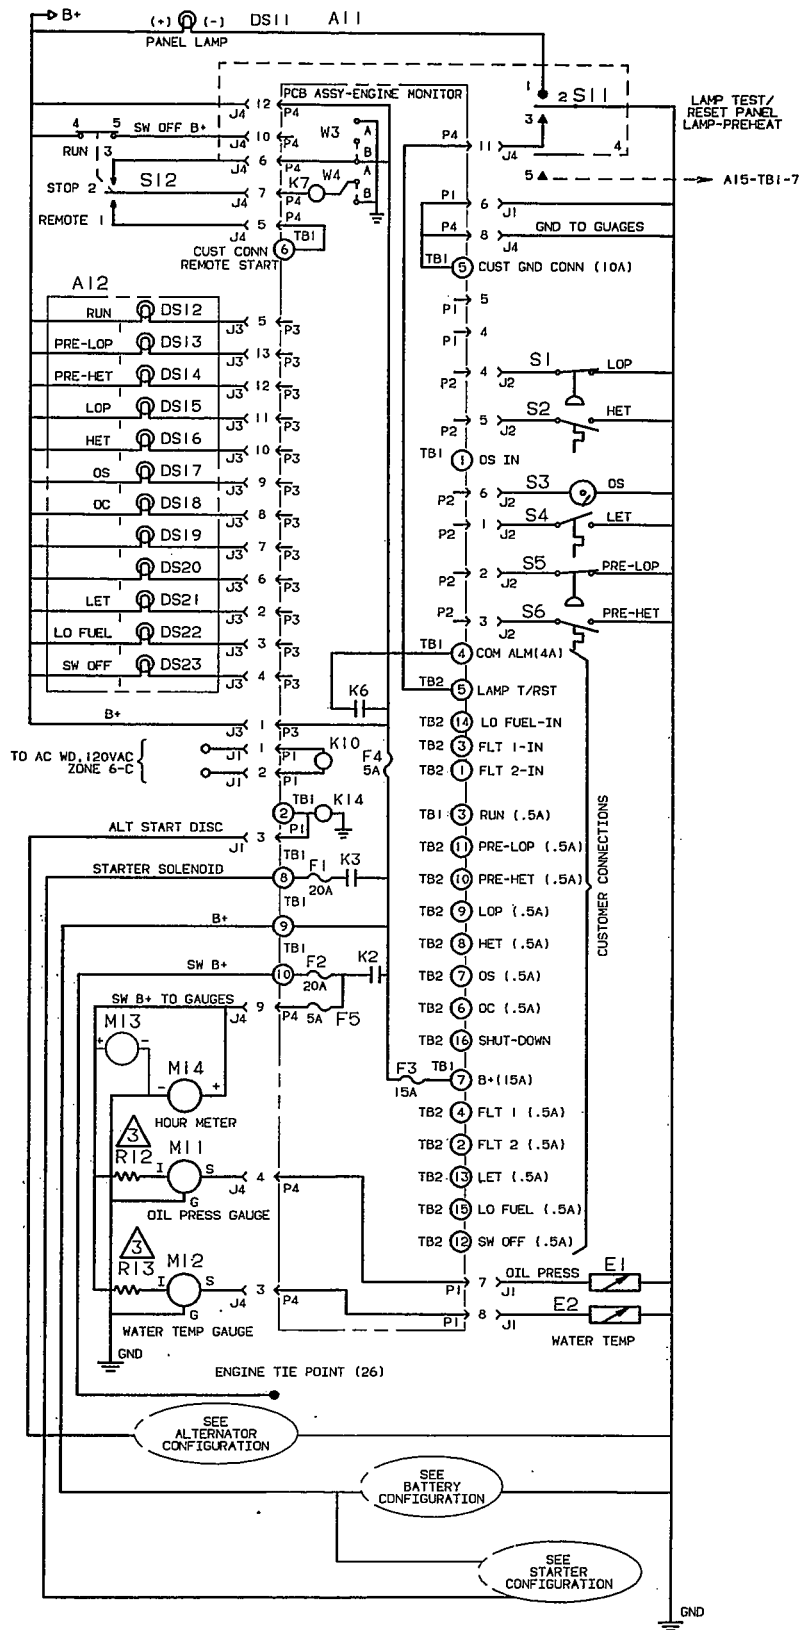 B+
(+) (-) DS11 A11
PANEL LAMP
PCB ASSY-ENGINE MONITOR
1
2 S11
3
4
LAMP TEST/
RESET PANEL
LAMP-PREHEAT
12
J4 P4
4 5 SW OFF B+
10
J4 P4
W3 A
B
P4 11 J4
RUN 3
6
J4 P4
STOP 2
S12
7
J4 P4
K7 W4 A
B
5
A15-TB1-7
REMOTE 1
5
J4 P4
TB1
6
CUST CONN
REMOTE START
P1 6 J1
P4 8 J4
GND TO GUAGES
TB1 5 CUST GND CONN (10A)
P1 5
P1 4
A12
RUN DS12 J3 5 P3
PRE-LOP DS13 J3 13 P3
PRE-HET DS14 J3 12 P3
LOP DS15 J3 11 P3
HET DS16 J3 10 P3
OS DS17 J3 9 P3
OC DS18 J3 8 P3
DS19 J3 7 P3
DS20 J3 6 P3
LET DS21 J3 2 P3
LO FUEL DS22 J3 3 P3
SW OFF DS23 J3 4 P3
B+
J3 1 P3
P2 4 J2 S1 LOP
P2 5 J2 S2 HET
TB1 1 OS IN
P2 6 J2 S3 OS
P2 1 J2 S4 LET
P2 2 J2 S5 PRE-LOP
P2 3 J2 S6 PRE-HET
TB1 4 COM ALM(4A)
K6
TB2 5 LAMP T/RST
TB2 14 LO FUEL-IN
TB2 3 FLT 1-IN
TB2 1 FLT 2-IN
TO AC WD,120VAC
ZONE 6-C
J1 1 P1
J1 2 P1
K10
F4
5A
2 TB1 K14
P1
ALT START DISC
J1 3
TB1 3 RUN (.5A)
TB2 11 PRE-LOP (.5A)
TB2 10 PRE-HET (.5A)
TB2 9 LOP (.5A)
TB2 8 HET (.5A)
TB2 7 OS (.5A)
TB2 6 OC (.5A)
TB2 16 SHUT-DOWN
TB1 7 B+(15A)
TB2 4 FLT 1 (.5A)
TB2 2 FLT 2 (.5A)
TB2 13 LET (.5A)
TB2 15 LO FUEL (.5A)
TB2 12 SW OFF (.5A)
CUSTOMER CONNECTIONS
STARTER SOLENOID
TB1
8 F1 K3
20A
TB1
B+
9
TB1
SW B+
10 F2 K2
20A
SW B+ TO GAUGES
9
J4 P4
5A F5
F3
15A
M13
+ -
M14
- +
HOUR METER
3
R12 I M11 S
G
J4 4 P4
OIL PRESS GAUGE
3
R13 I M12 S
G
J4 3 P4
WATER TEMP GAUGE
GND
P1 7 J1 OIL PRESS E1
P1 8 J1 E2
WATER TEMP
ENGINE TIE POINT (26)
SEE
ALTERNATOR
CONFIGURATION
SEE
BATTERY
CONFIGURATION
SEE
STARTER
CONFIGURATION
GND